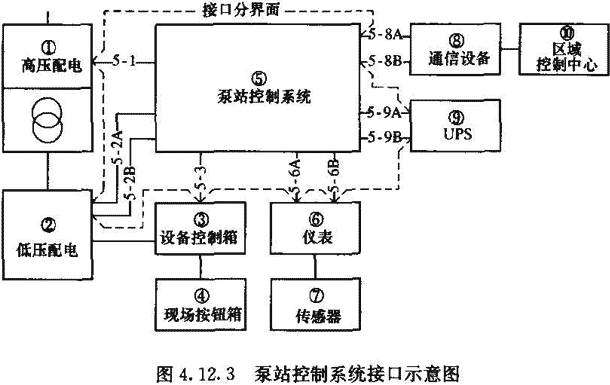 接口分界面
①
高压配电
5-1
⑤
泵站控制系统
5-8A
5-8B
⑧
通信设备
⑩
区域
控制中心
5-9A
5-9B
⑨
UPS
5-2A
5-2B
5-3
5-6A
5-6B
②
低压配电
③
设备控制箱
⑥
仪表
④
现场按钮箱
⑦
传感器
图 4.12.3 泵站控制系统接口示意图